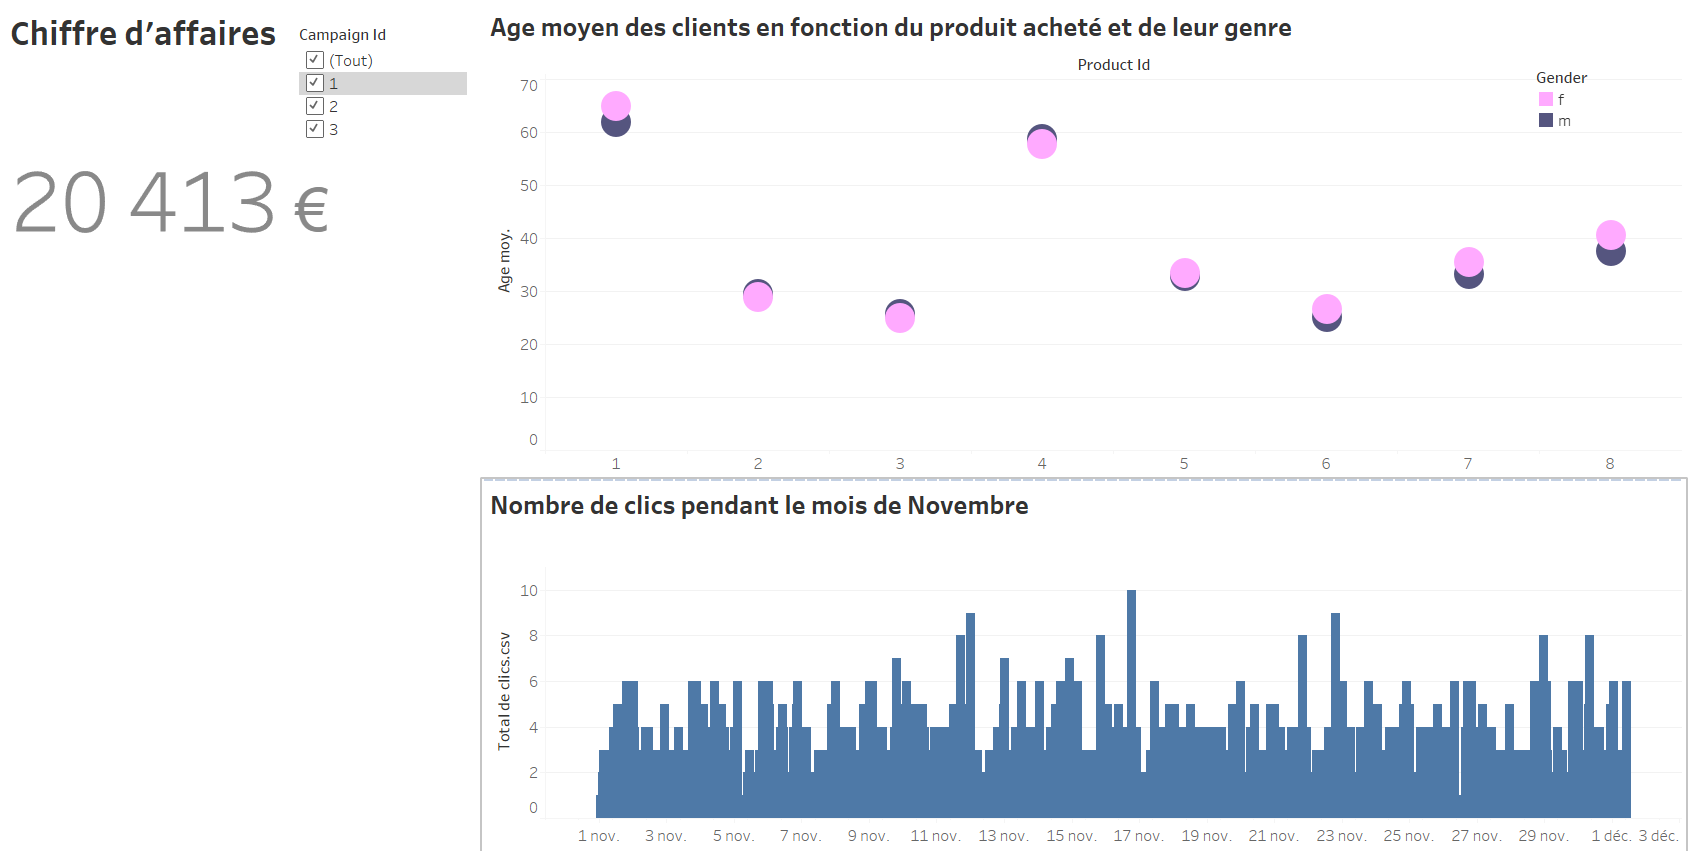 Chiffre d’affaires
Campaign Id
(Tout)
1
2
3
20 413 €
Age moyen des clients en fonction du produit acheté et de leur genre
Product Id
Gender
f
m
Age moy.
70
60
50
40
30
20
10
0
1 2 3 4 5 6 7 8
Nombre de clics pendant le mois de Novembre
Total de clics.csv
10
8
6
4
2
0
1 nov. 3 nov. 5 nov. 7 nov. 9 nov. 11 nov. 13 nov. 15 nov. 17 nov. 19 nov. 21 nov. 23 nov. 25 nov. 27 nov. 29 nov. 1 déc. 3 déc.